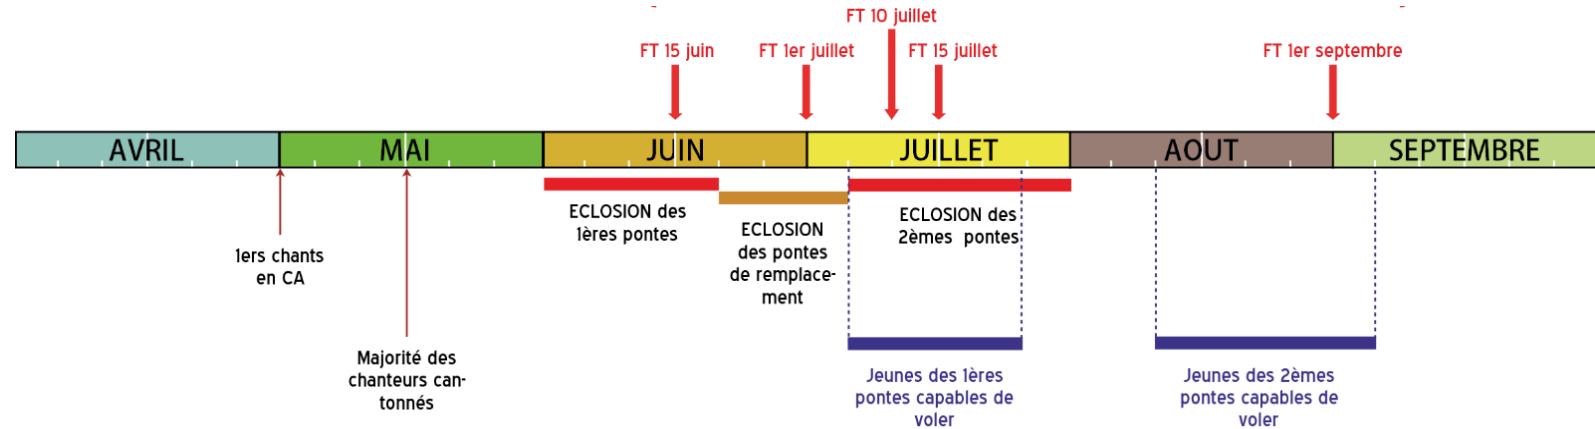 FT 10 juillet
FT 15 juin
FT 1er juillet
FT 15 juillet
FT 1er septembre
AVRIL
MAI
JUIN
JUILLET
AOUT
SEPTEMBRE
ECLOSION des
1ères pontes
ECLOSION
des pontes
de remplace-
ment
ECLOSION des
2èmes pontes
1ers chants
en CA
Majorité des
chanteurs can-
tonnés
Jeunes des 1ères
pontes capables de
voler
Jeunes des 2èmes
pontes capables de
voler